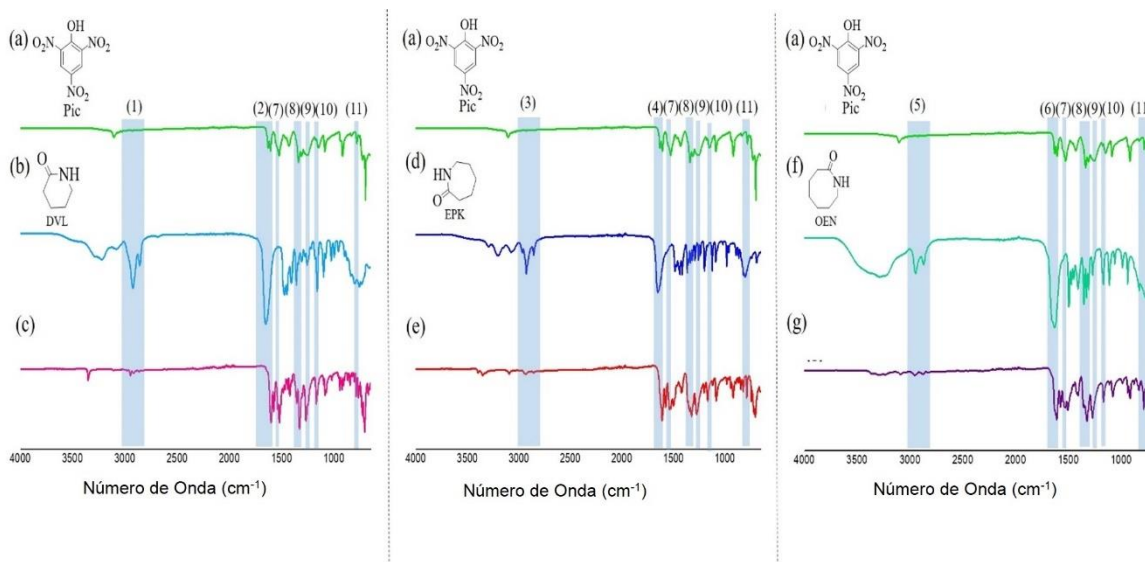 (a)
OH
O₂N
NO₂
NO₂
Pic
(1)
(2)(7) (8) (9) (10) (11)
(b)
O
NH
DVL
(c)
4000 3500 3000 2500 2000 1500 1000
Número de Onda (cm⁻¹)
(a)
OH
O₂N
NO₂
NO₂
Pic
(3)
(4)(7) (8) (9) (10) (11)
(d)
HN
O
EPK
(e)
4000 3500 3000 2500 2000 1500 1000
Número de Onda (cm⁻¹)
(a)
OH
O₂N
NO₂
NO₂
Pic
(5)
(6)(7)(8)(9)(10) (11
(f)
O
NH
OEN
(g)
4000 3500 3000 2500 2000 1500 1000
Número de Onda (cm⁻¹)